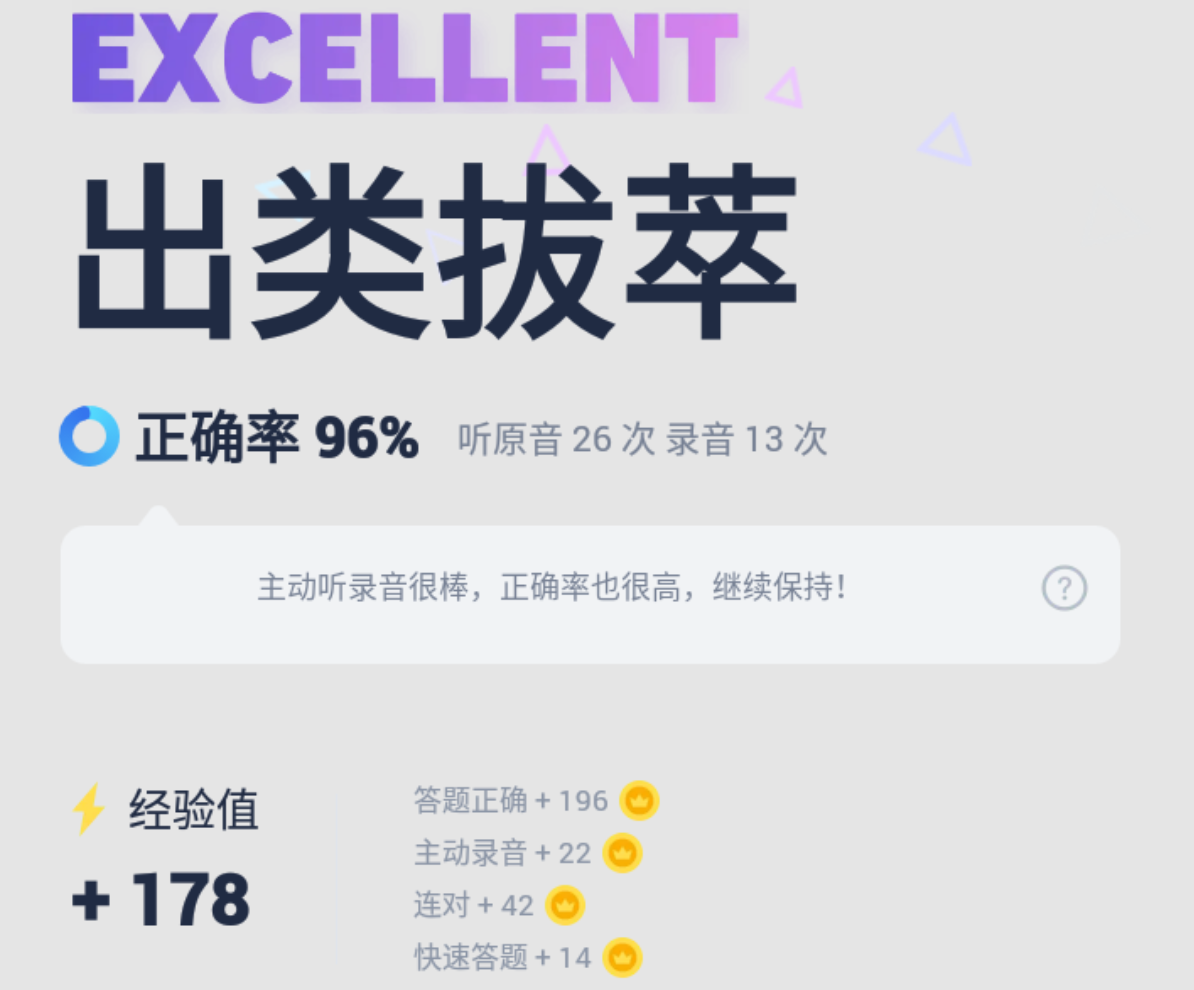 EXCELLENT
出类拔萃
正确率 96% 听原音 26 次 录音 13 次
主动听录音很棒，正确率也很高，继续保持！
?
经验值
+ 178
答题正确 + 196
主动录音 + 22
连对 + 42
快速答题 + 14